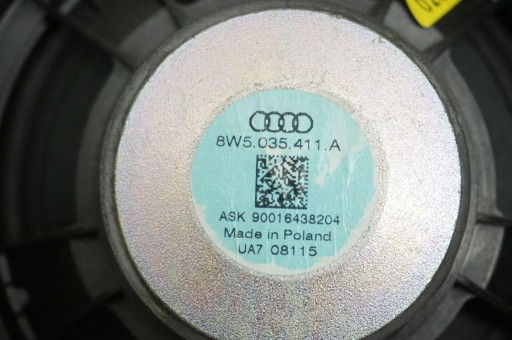 8W5.035.411.A
ASK 90016438204
Made in Poland
UA7 08115